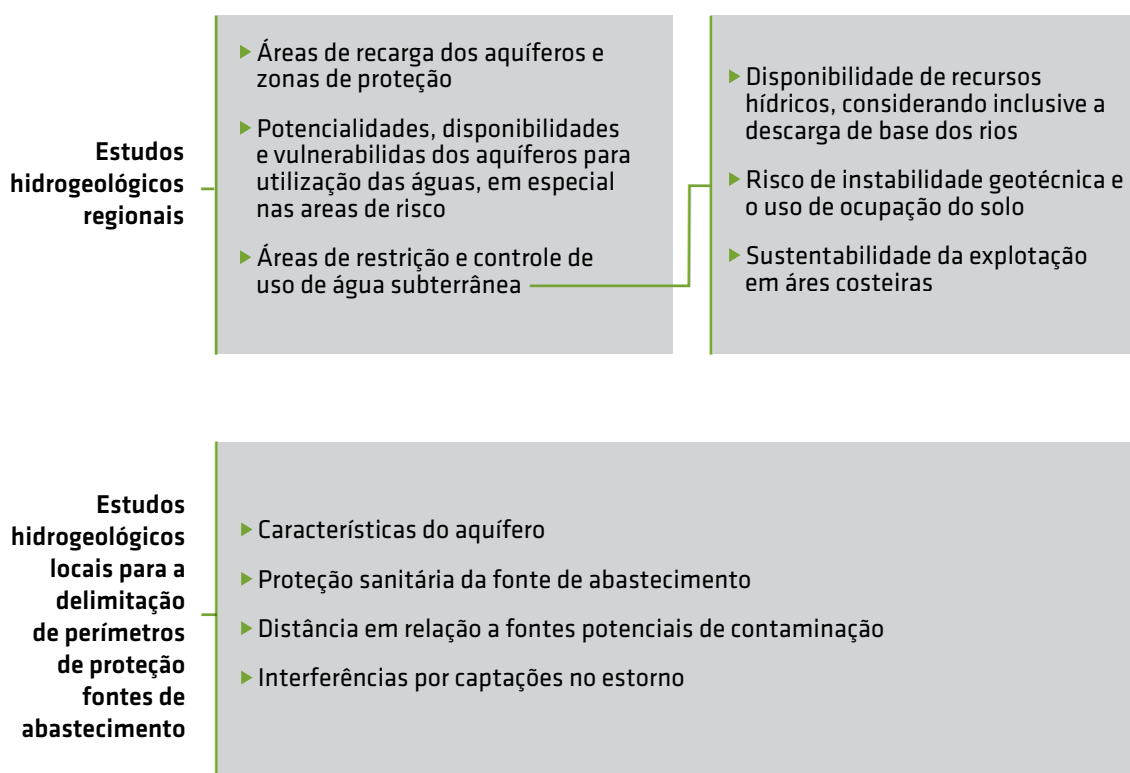 Estudos
hidrogeológicos
regionais
▸ Áreas de recarga dos aquíferos e
zonas de proteção
▸ Potencialidades, disponibilidades
e vulnerabilidas dos aquíferos para
utilização das águas, em especial
nas areas de risco
▸ Áreas de restrição e controle de
uso de água subterrânea
▸ Disponibilidade de recursos
hídricos, considerando inclusive a
descarga de base dos rios
▸ Risco de instabilidade geotécnica e
o uso de ocupação do solo
▸ Sustentabilidade da explotação
em áres costeiras
Estudos
hidrogeológicos
locais para a
delimitação
de perímetros
de proteção
fontes de
abastecimento
▸ Características do aquífero
▸ Proteção sanitária da fonte de abastecimento
▸ Distância em relação a fontes potenciais de contaminação
▸ Interferências por captações no estorno